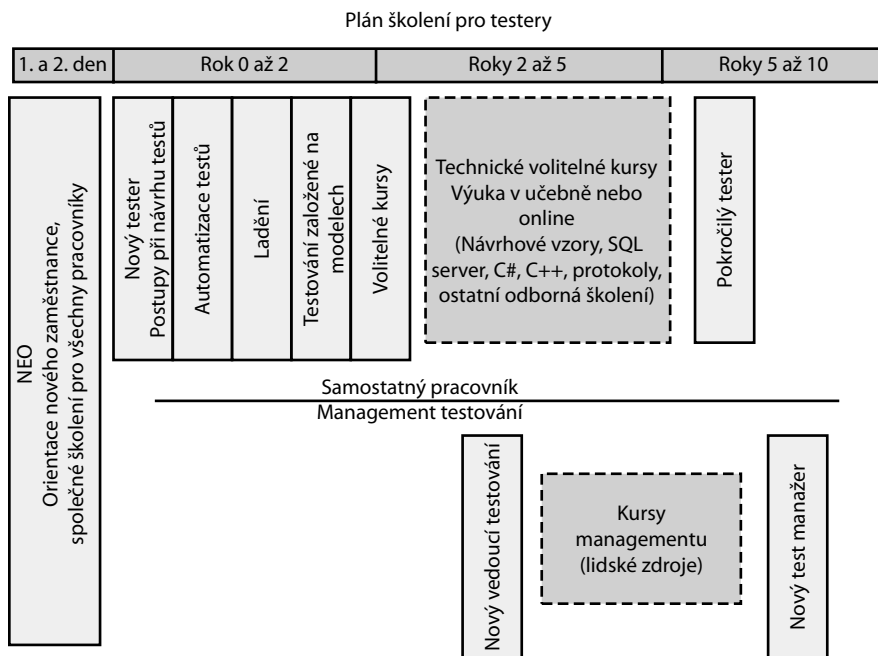 Plán školení pro testery
1. a 2. den
Rok 0 až 2
Roky 2 až 5
Roky 5 až 10
NEO
Orientace nového zaměstnance,
společné školení pro všechny pracovníky
Nový tester
Postupy při návrhu testů
Automatizace testů
Ladění
Testování založené na
modelech
Volitelné kursy
Technické volitelné kursy
Výuka v učebně nebo
online
(Návrhové vzory, SQL
server, C#, C++, protokoly,
ostatní odborná školení)
Pokročilý tester
Samostatný pracovník
Management testování
Nový vedoucí testování
Kursy
managementu
(lidské zdroje)
Nový test manažer